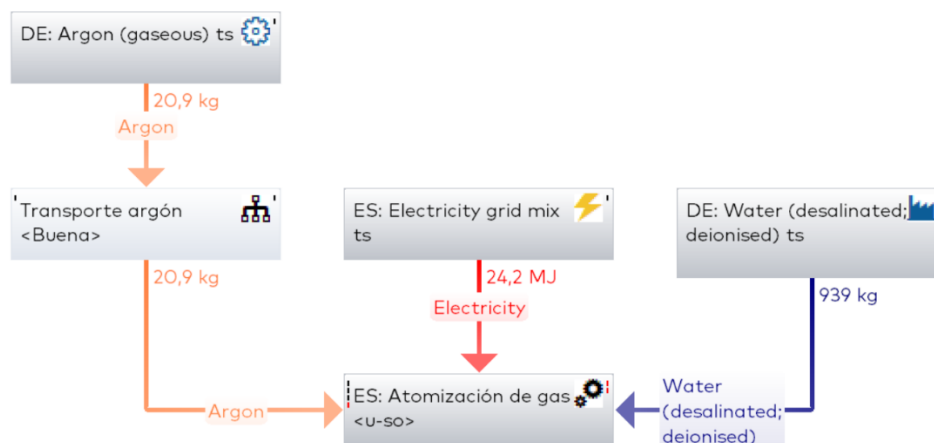 DE: Argon (gaseous) ts
20,9 kg
Argon
Transporte argón
<Buena>
ES: Electricity grid mix
ts
DE: Water (desalinated;
deionised) ts
20,9 kg
24,2 MJ
Electricity
939 kg
ES: Atomización de gas
<u-so>
Argon
Water
(desalinated;
deionised)